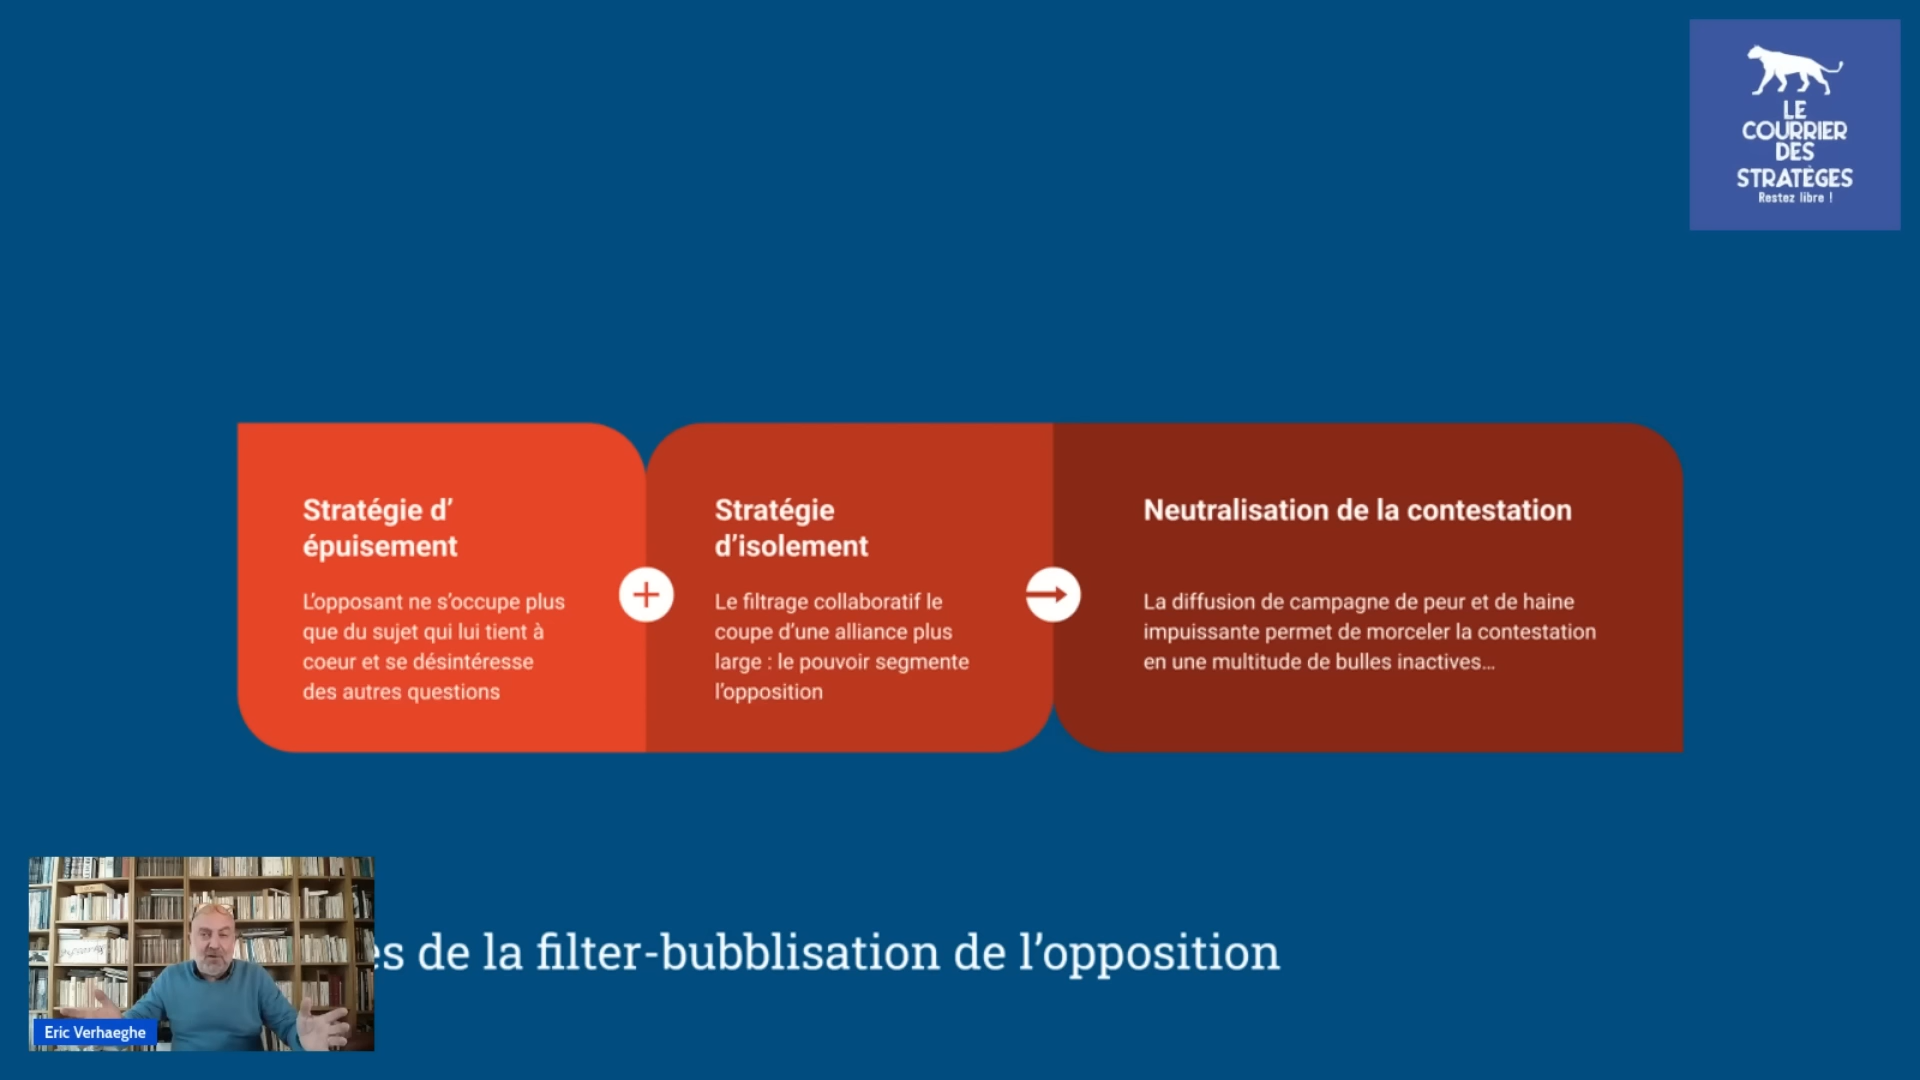 LE
COURRIER
DES
STRATÈGES
Restez libre !
Stratégie d’
épuisement
L’opposant ne s’occupe plus
que du sujet qui lui tient à
coeur et se désintéresse
des autres questions
Stratégie
d’isolement
Le filtrage collaboratif le
coupe d’une alliance plus
large : le pouvoir segmente
l’opposition
Neutralisation de la contestation
La diffusion de campagne de peur et de haine
impuissante permet de morceler la contestation
en une multitude de bulles inactives...
de la filter-bubblisation de l’opposition
Eric Verhaeghe